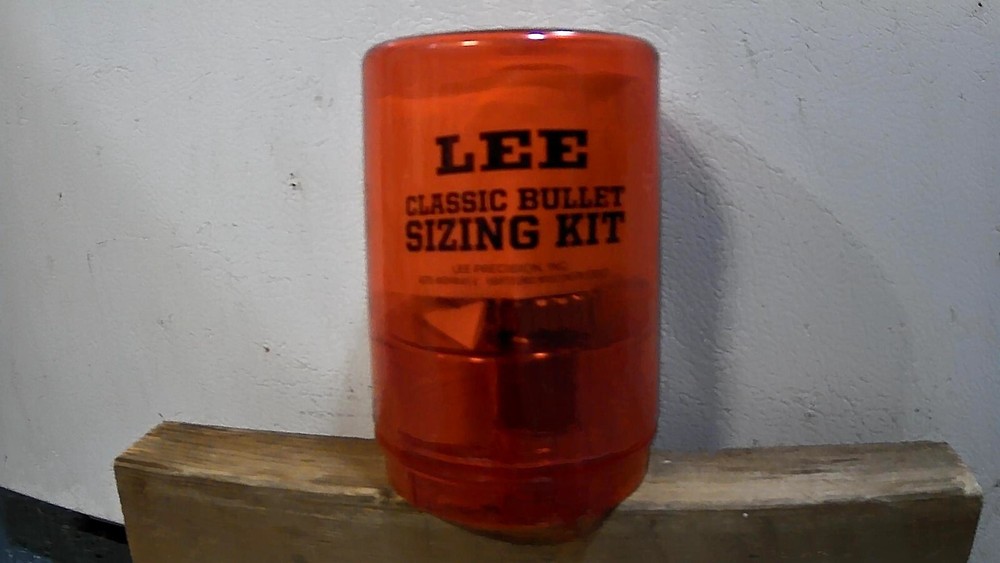 LEE
CLASSIC BULLET
SIZING KIT
LEE PRECISION, INC.